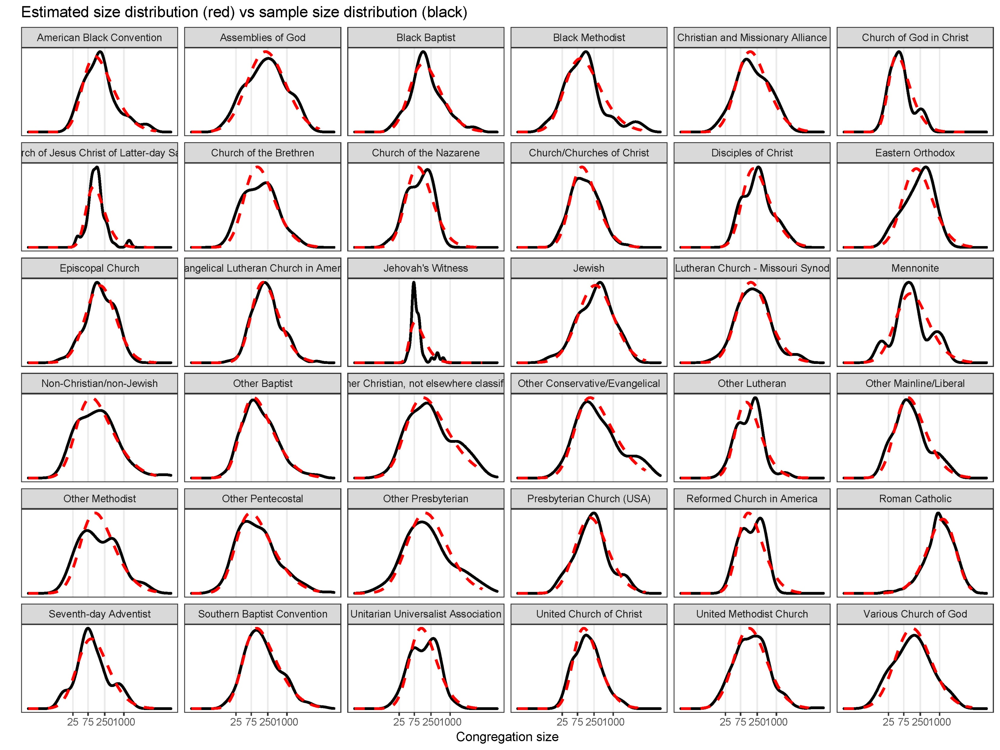 Estimated size distribution (red) vs sample size distribution (black)
American Black Convention
Assemblies of God
Black Baptist
Black Methodist
Christian and Missionary Alliance
Church of God in Christ
rch of Jesus Christ of Latter-day Sa
Church of the Brethren
Church of the Nazarene
Church/Churches of Christ
Disciples of Christ
Eastern Orthodox
Episcopal Church
angelical Lutheran Church in Amer
Jehovah's Witness
Jewish
Lutheran Church - Missouri Synod
Mennonite
Non-Christian/non-Jewish
Other Baptist
her Christian, not elsewhere classif
Other Conservative/Evangelical
Other Lutheran
Other Mainline/Liberal
Other Methodist
Other Pentecostal
Other Presbyterian
Presbyterian Church (USA)
Reformed Church in America
Roman Catholic
Seventh-day Adventist
Southern Baptist Convention
Unitarian Universalist Association
United Church of Christ
United Methodist Church
Various Church of God
25 75 2501000
25 75 2501000
25 75 2501000
25 75 2501000
25 75 2501000
25 75 2501000
Congregation size